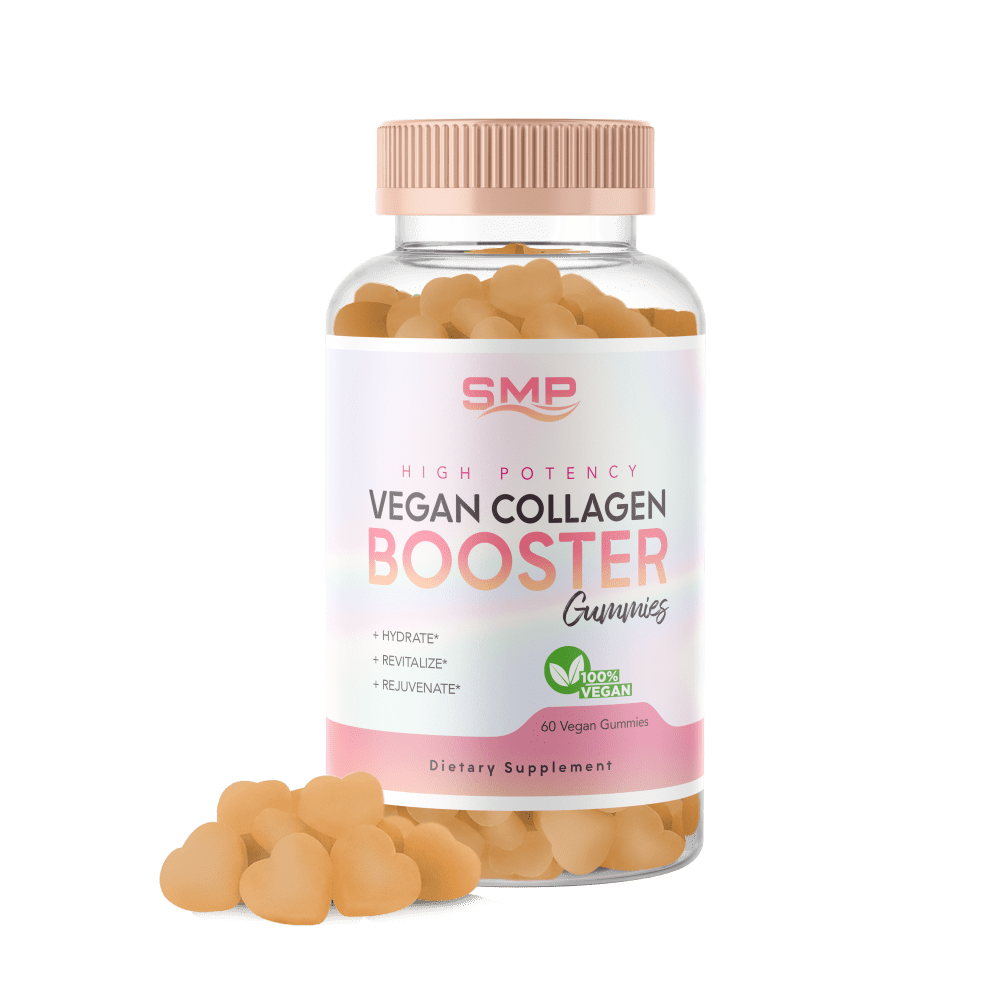 SMP
HIGH POTENCY
VEGAN COLLAGEN
BOOSTER
Gummies
+ HYDRATE*
+ REVITALIZE*
+ REJUVENATE*
100%
VEGAN
60 Vegan Gummies
Dietary Supplement